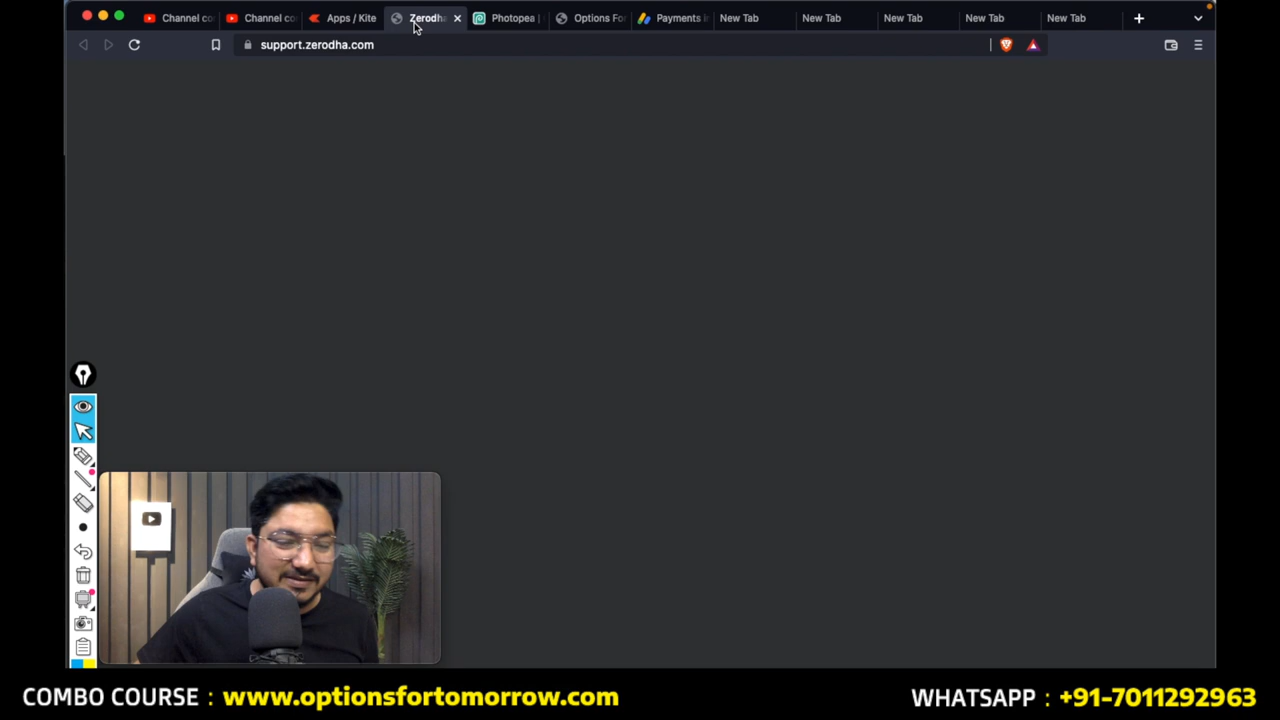 Channel co
Channel co
Apps / Kite
Zerodh
Photopea |
Options For
Payments i
New Tab
New Tab
New Tab
New Tab
New Tab
support.zerodha.com
COMBO COURSE : www.optionsfortomorrow.com
WHATSAPP : +91-7011292963